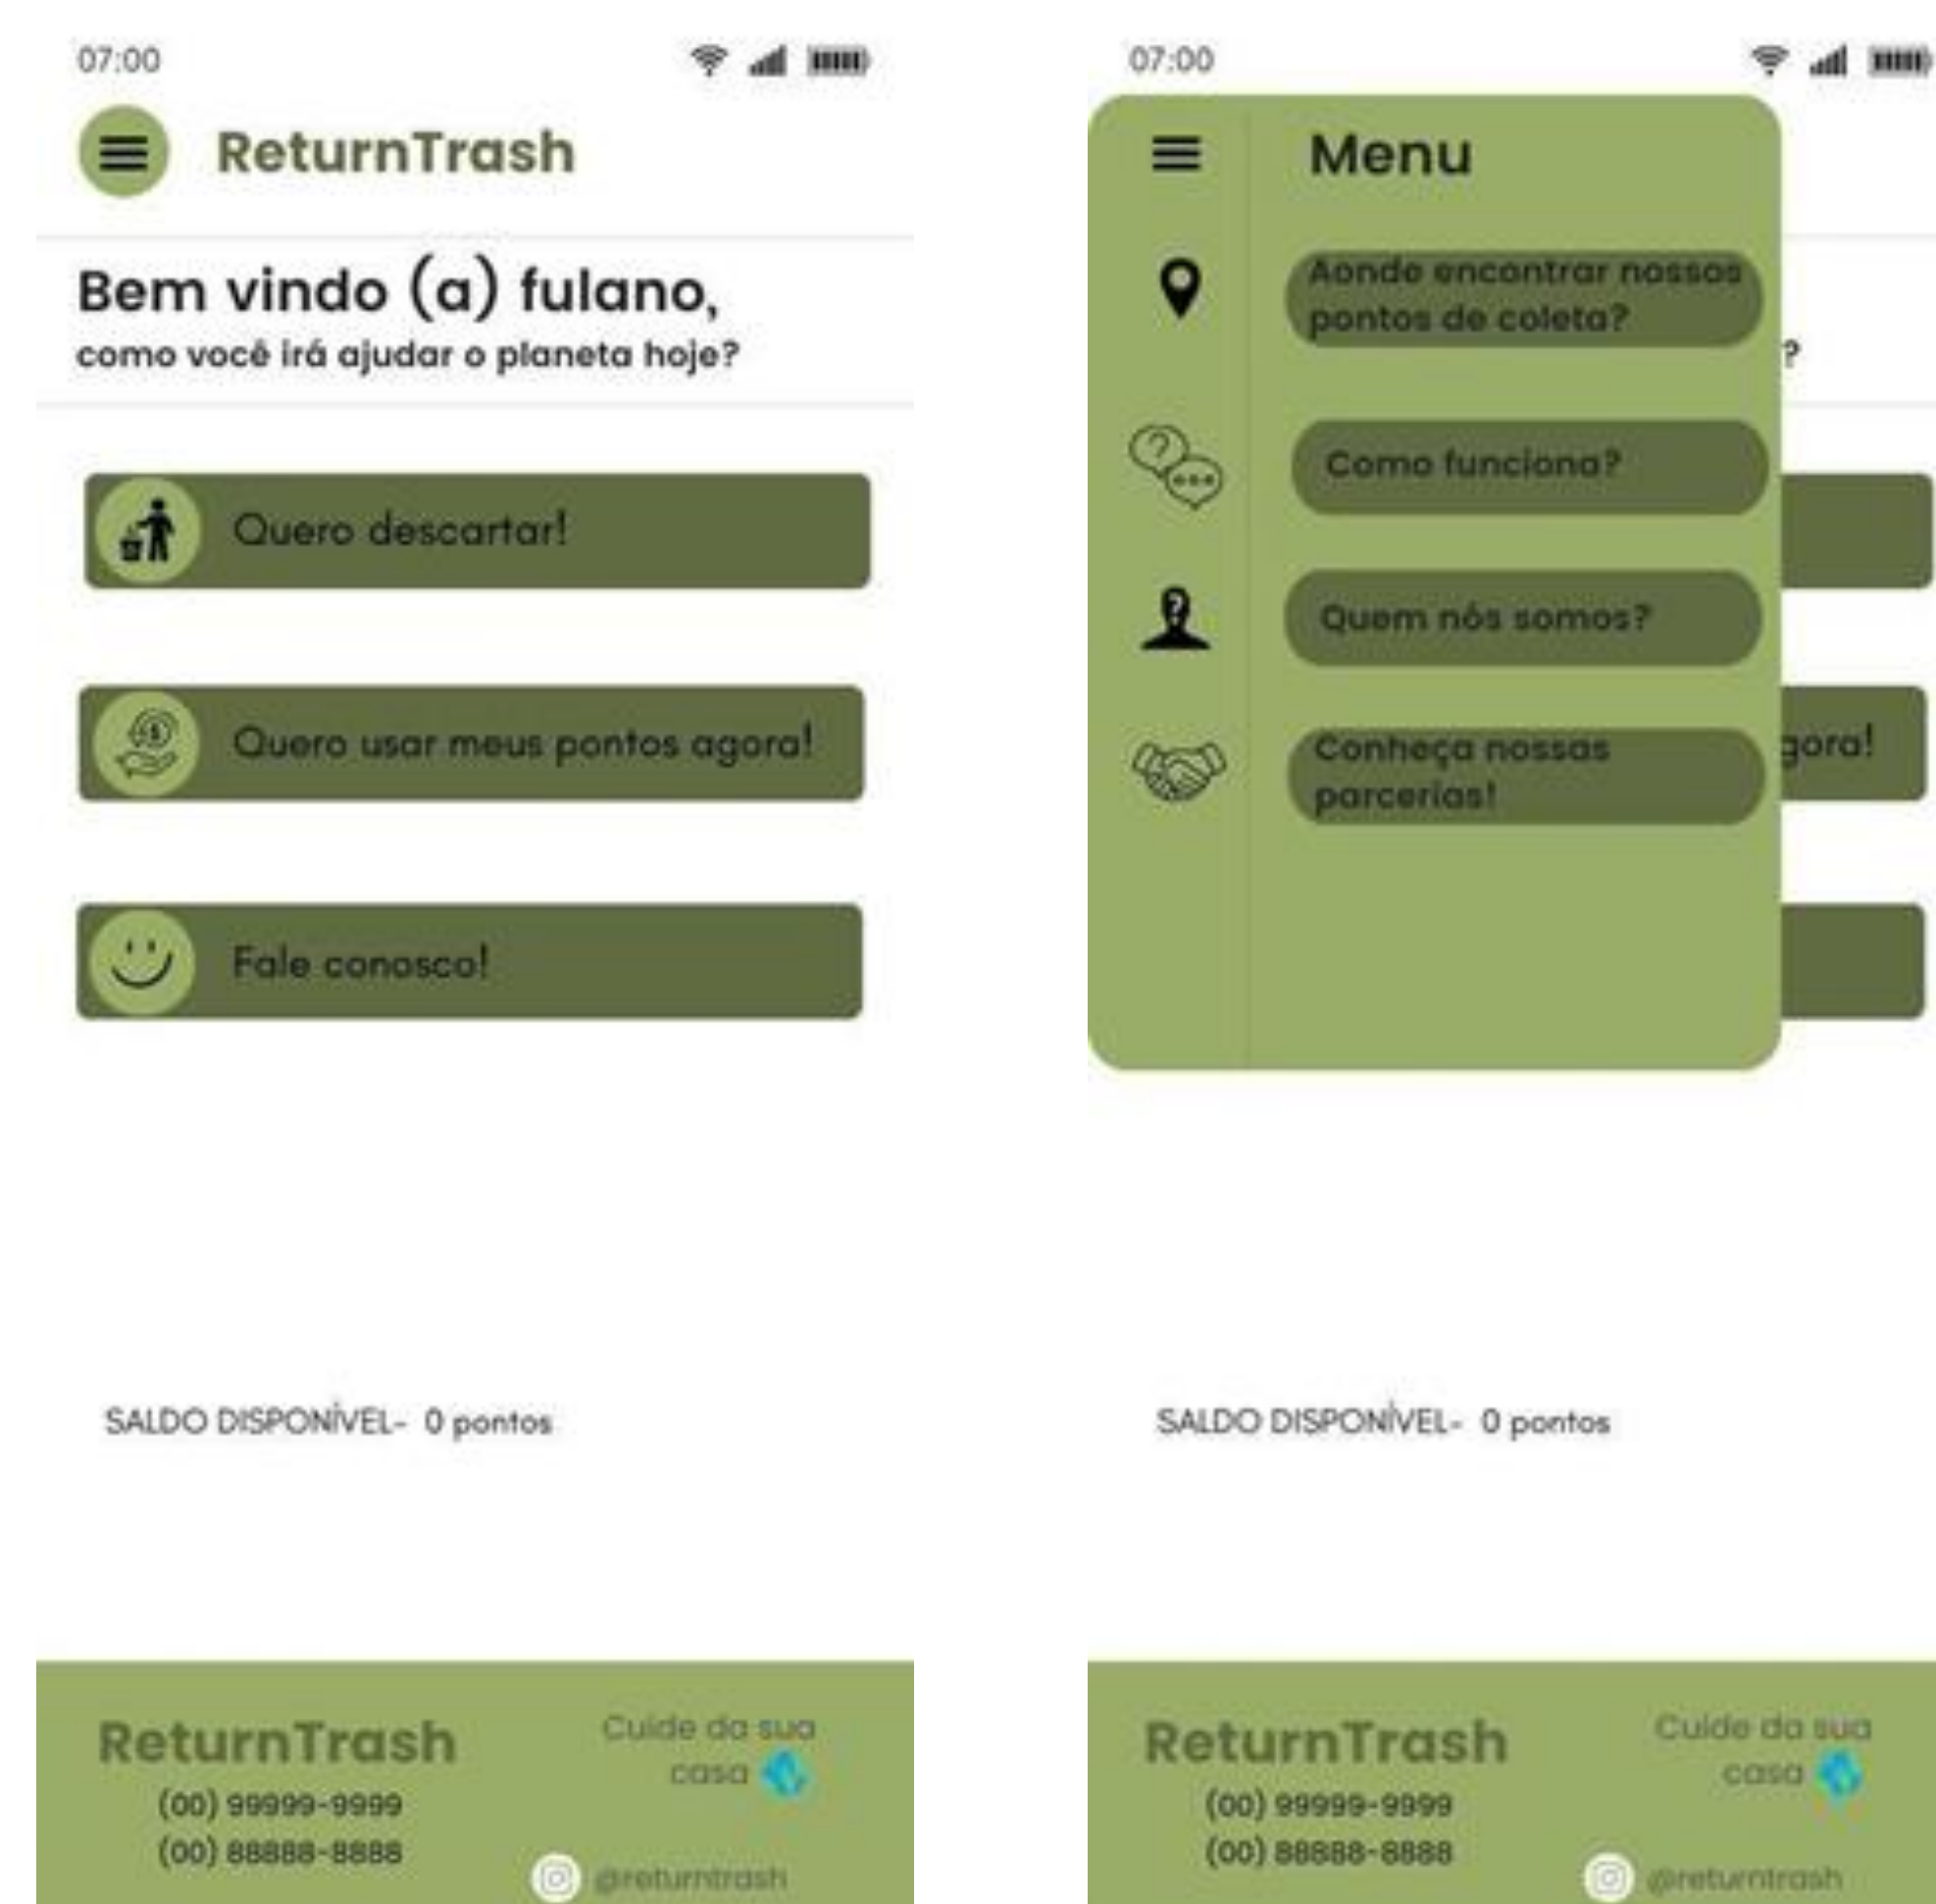 07:00
ReturnTrash
Bem vindo (a) fulano,
como você irá ajudar o planeta hoje?
Quero descartar!
Quero usar meus pontos agora!
Fale conosco!
SALDO DISPONÍVEL- 0 pontos
ReturnTrash
(00) 99999-9999
(00) 88888-8888
Cuide da sua
casa
@returntrash
07:00
Menu
Aonde encontrar nossos
pontos de coleta?
?
Como funciona?
Quem nós somos?
Conheça nossas
parcerias!
gora!
SALDO DISPONÍVEL- 0 pontos
ReturnTrash
(00) 99999-9999
(00) 88888-8888
Cuide da sua
casa
@returntrash